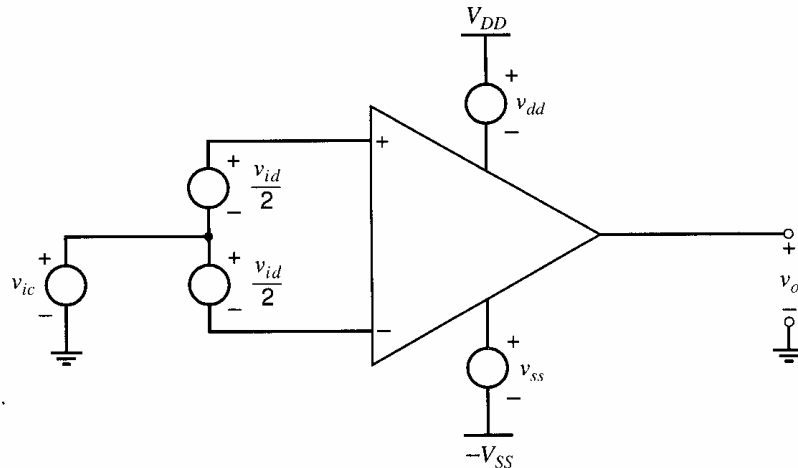 V_DD
+
v_dd
−
+
+
v_id/2
−
+
v_ic
−
+
v_id/2
−
−
+
v_o
−
+
v_ss
−
−V_SS